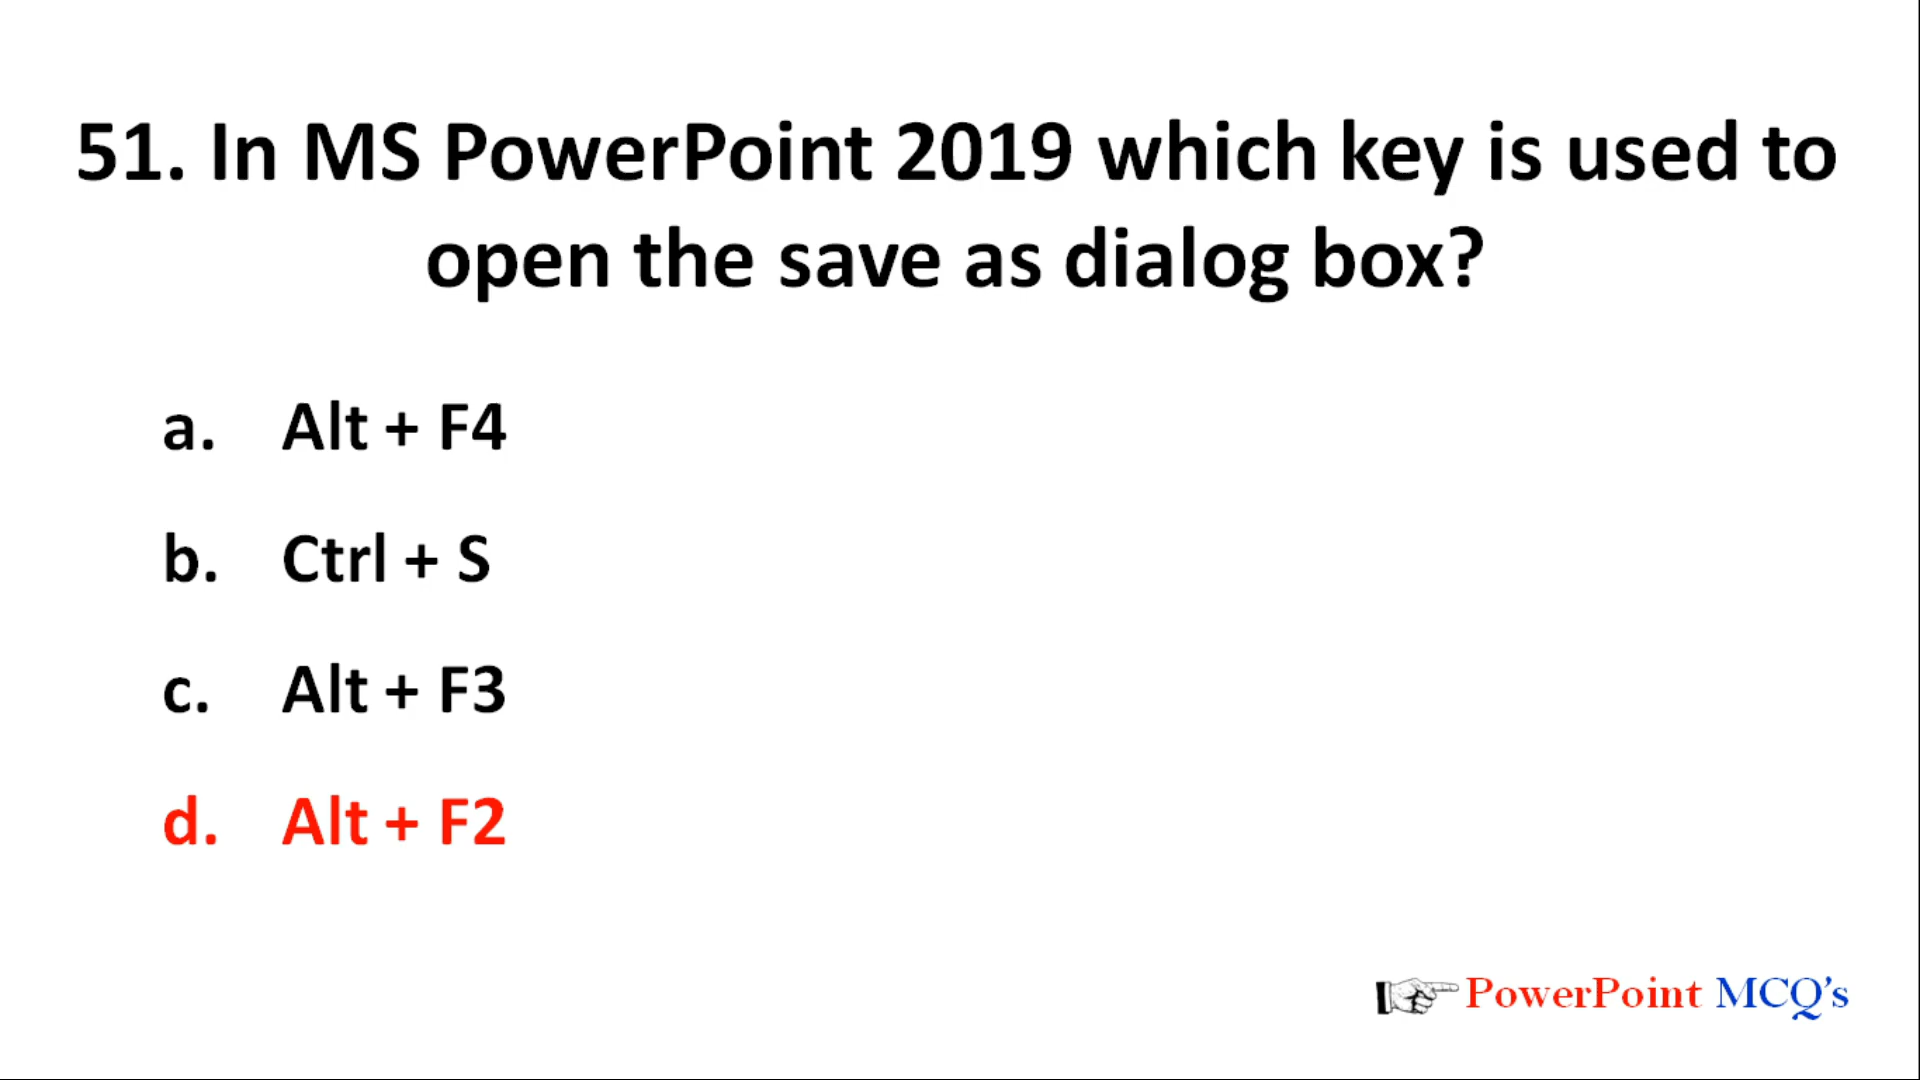 51. In MS PowerPoint 2019 which key is used to
open the save as dialog box?
a. Alt + F4
b. Ctrl + S
c. Alt + F3
d. Alt + F2
PowerPoint MCQ's